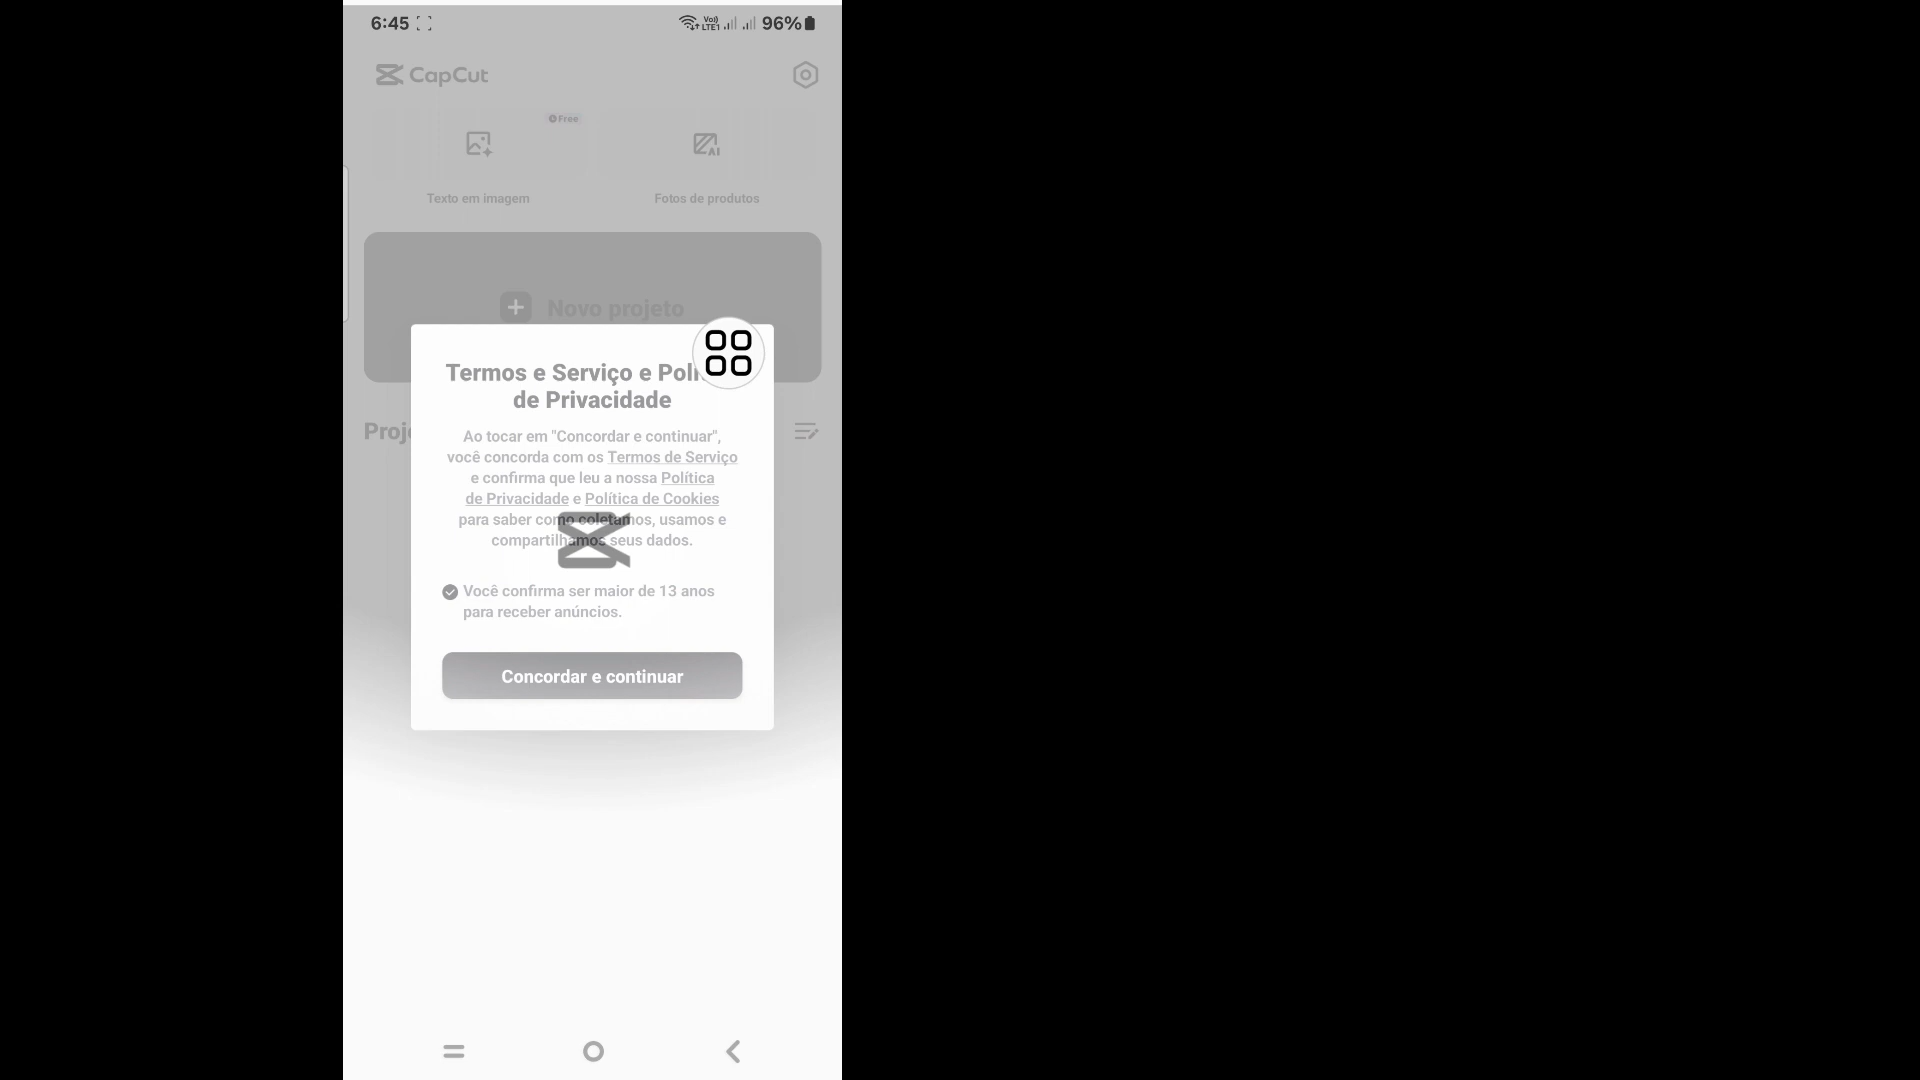 6:45
Vo)) LTE1
96%
CapCut
Free
AI
Texto em imagem
Fotos de produtos
Novo projeto
Termos e Serviço e
de Privacidade
Ao tocar em "Concordar e continuar",
você concorda com os Termos de Serviço
e confirma que leu a nossa Política
de Privacidade e Política de Cookies
para saber como coletamos, usamos e
compartilhamos seus dados.
Você confirma ser maior de 13 anos
para receber anúncios.
Concordar e continuar